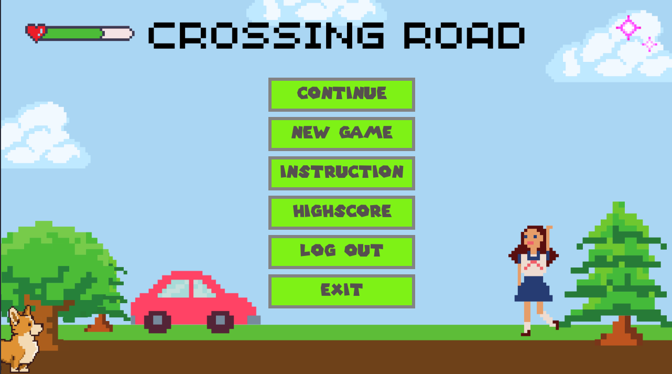 CROSSING ROAD
CONTINUE
NEW GAME
INSTRUCTION
HIGHSCORE
LOG OUT
EXIT